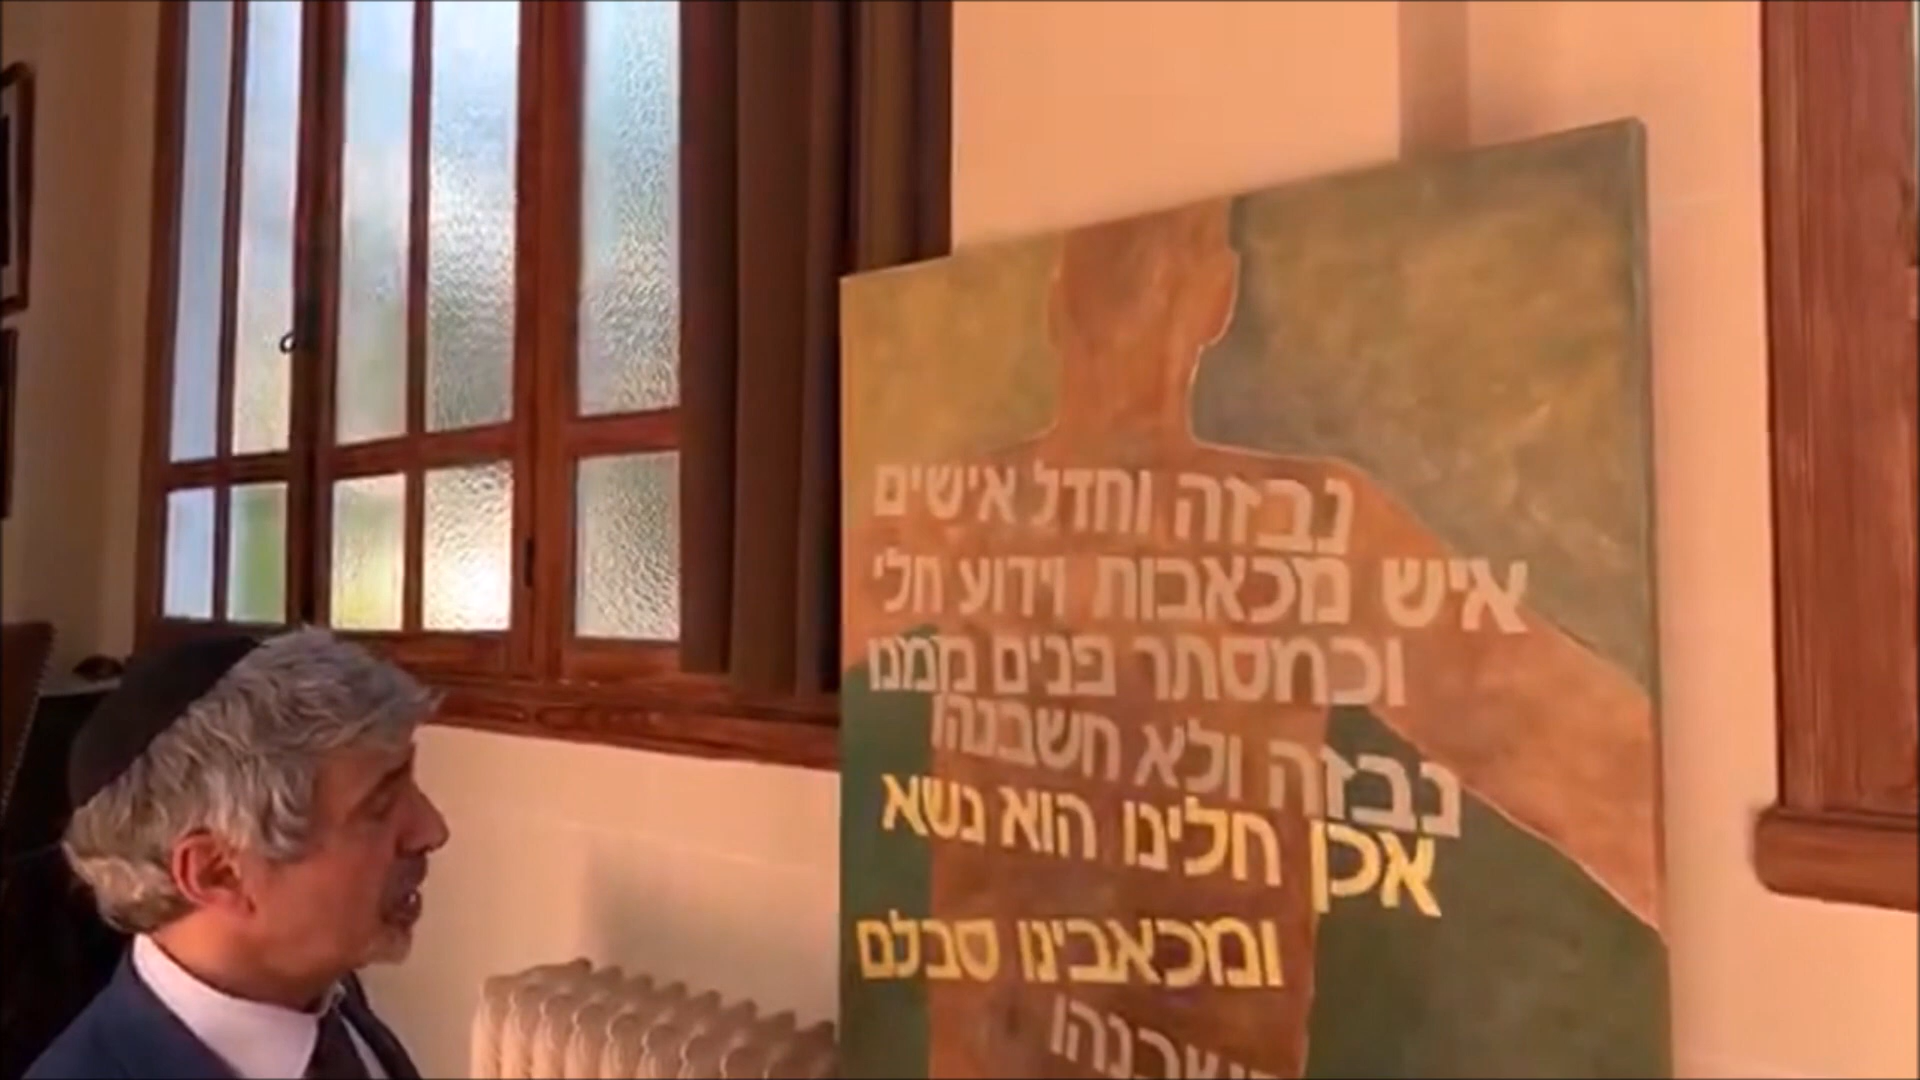 נבזה וחדל אישים
איש מכאבות וידוע חלי
וכמסתר פנים ממנו
נבזה ולא חשבנהו
אכן חלינו הוא נשא
ומכאבינו סבלם